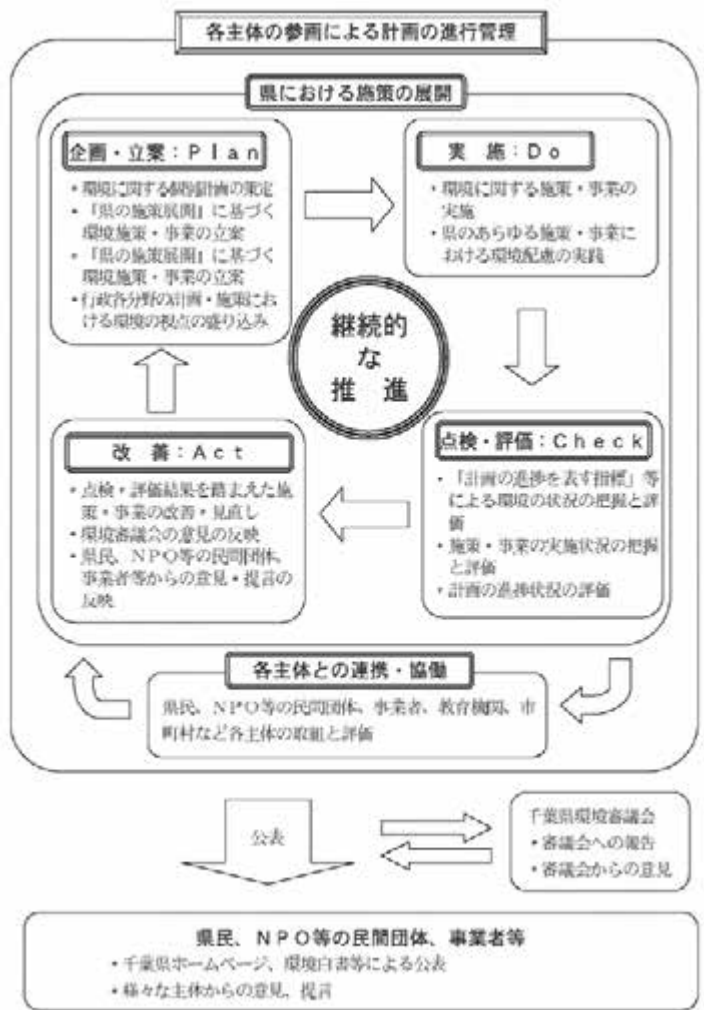 各主体の参画による計画の進行管理
県における施策の展開
企画・立案：Ｐｌａｎ
・環境に関する個別計画の策定
・「県の施策展開」に基づく
環境施策・事業の立案
・「県の施策展開」に基づく
環境施策・事業の立案
・行政各分野の計画・施策にお
ける環境の視点の盛り込み
実　施：Ｄｏ
・環境に関する施策・事業の
実施
・県のあらゆる施策・事業に
おける環境配慮の実践
継続的
な
推　進
改　善：Ａｃｔ
・点検・評価結果を踏まえた施
策・事業の改善・見直し
・環境審議会の意見の反映
・県民、ＮＰＯ等の民間団体、
事業者等からの意見・提言の
反映
点検・評価：Ｃｈｅｃｋ
・「計画の進捗を表す指標」等
による環境の状況の把握と評
価
・施策・事業の実施状況の把握
と評価
・計画の進捗状況の評価
各主体との連携・協働
県民、ＮＰＯ等の民間団体、事業者、教育機関、市
町村など各主体の取組と評価
公表
千葉県環境審議会
・審議会への報告
・審議会からの意見
県民、ＮＰＯ等の民間団体、事業者等
・千葉県ホームページ、環境白書等による公表
・様々な主体からの意見、提言